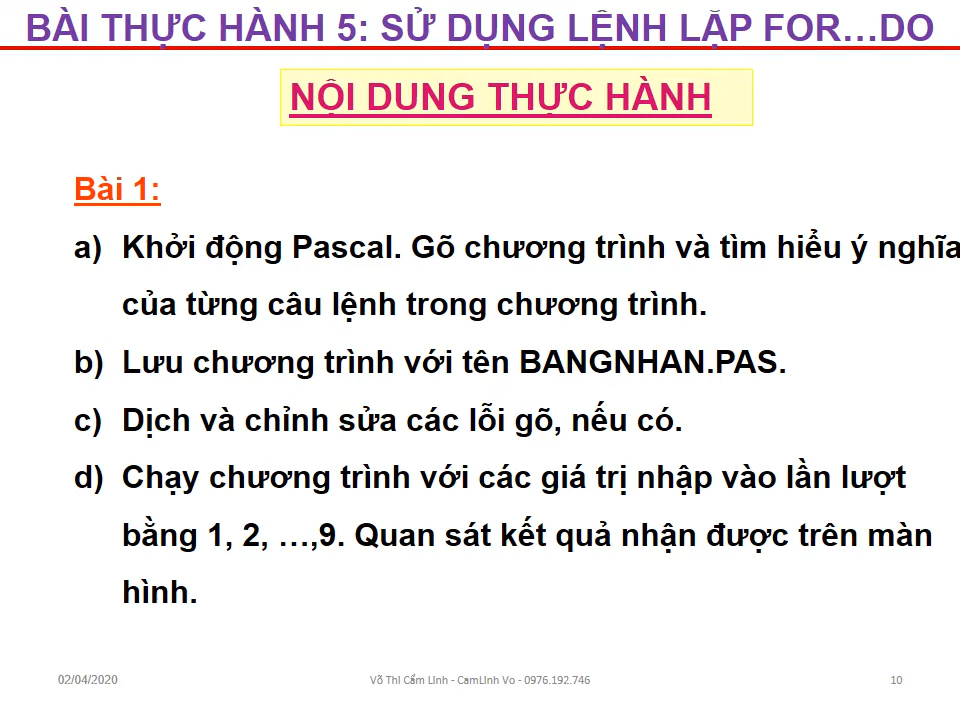 BÀI THỰC HÀNH 5: SỬ DỤNG LỆNH LẶP FOR…DO
NỘI DUNG THỰC HÀNH
Bài 1:
a) Khởi động Pascal. Gõ chương trình và tìm hiểu ý nghĩa
của từng câu lệnh trong chương trình.
b) Lưu chương trình với tên BANGNHAN.PAS.
c) Dịch và chỉnh sửa các lỗi gõ, nếu có.
d) Chạy chương trình với các giá trị nhập vào lần lượt
bằng 1, 2, …,9. Quan sát kết quả nhận được trên màn
hình.
02/04/2020
Võ Thị Cẩm Linh - CamLinh Vo - 0976.192.746
10